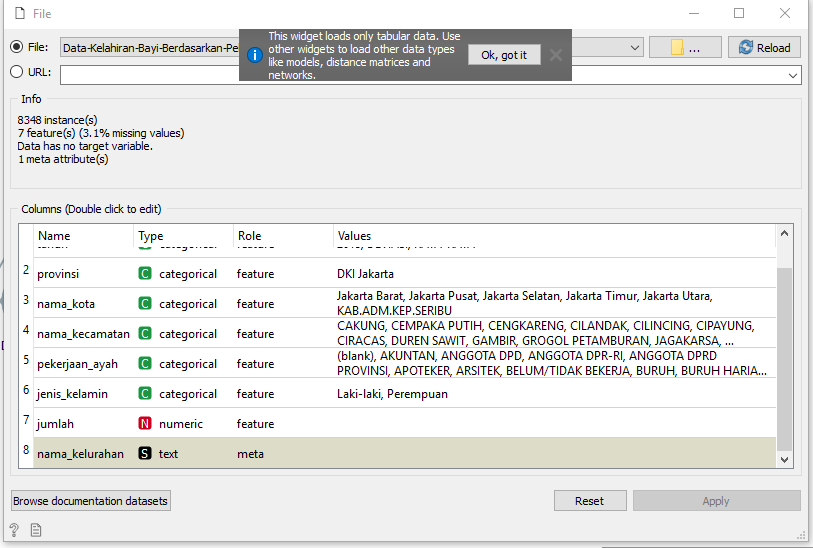 File
File:
Data-Kelahiran-Bayi-Berdasarkan-Pe
...
Reload
This widget loads only tabular data. Use
other widgets to load other data types
like models, distance matrices and
networks.
Ok, got it
URL:
Info
8348 instance(s)
7 feature(s) (3.1% missing values)
Data has no target variable.
1 meta attribute(s)
Columns (Double click to edit)
Name Type Role Values
2 provinsi C categorical feature DKI Jakarta
3 nama_kota C categorical feature Jakarta Barat, Jakarta Pusat, Jakarta Selatan, Jakarta Timur, Jakarta Utara,
KAB.ADM.KEP.SERIBU
4 nama_kecamatan C categorical feature CAKUNG, CEMPAKA PUTIH, CENGKARENG, CILANDAK, CILINCING, CIPAYUNG,
CIRACAS, DUREN SAWIT, GAMBIR, GROGOL PETAMBURAN, JAGAKARSA, ...
5 pekerjaan_ayah C categorical feature (blank), AKUNTAN, ANGGOTA DPD, ANGGOTA DPR-RI, ANGGOTA DPRD
PROVINSI, APOTEKER, ARSITEK, BELUM/TIDAK BEKERJA, BURUH, BURUH HARIA...
6 jenis_kelamin C categorical feature Laki-laki, Perempuan
7 jumlah N numeric feature
8 nama_kelurahan S text meta
Browse documentation datasets
Reset
Apply
?